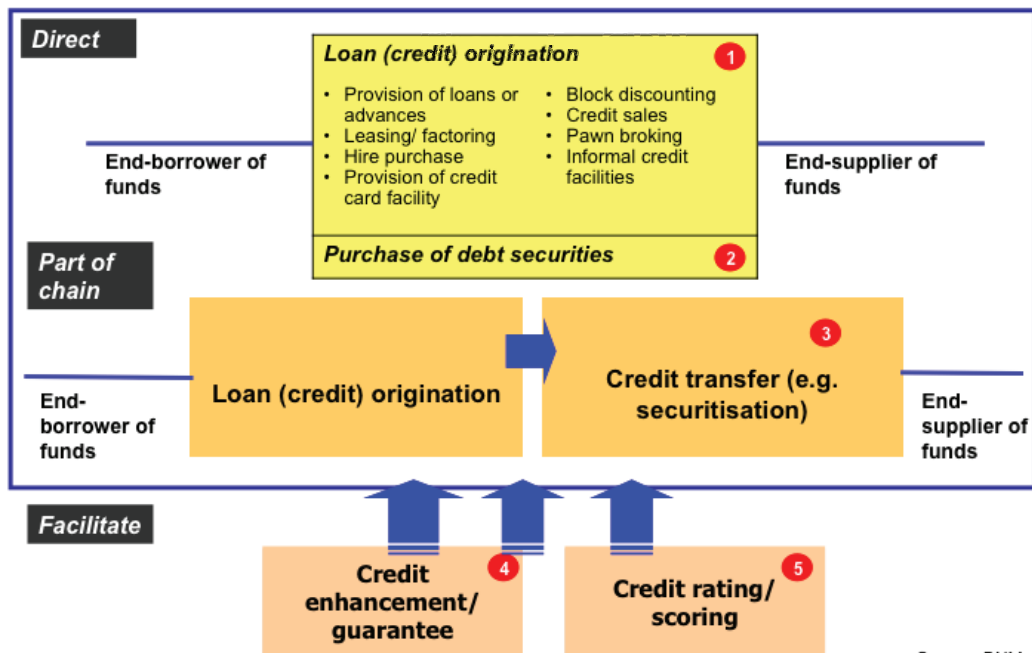 Direct
Loan (credit) origination
1
• Provision of loans or
advances
• Leasing/ factoring
• Hire purchase
• Provision of credit
card facility
• Block discounting
• Credit sales
• Pawn broking
• Informal credit
facilities
End-borrower of
funds
End-supplier of
funds
Purchase of debt securities
2
Part of
chain
Loan (credit) origination
3
Credit transfer (e.g.
securitisation)
End-
borrower of
funds
End-
supplier of
funds
Facilitate
4
Credit
enhancement/
guarantee
5
Credit rating/
scoring